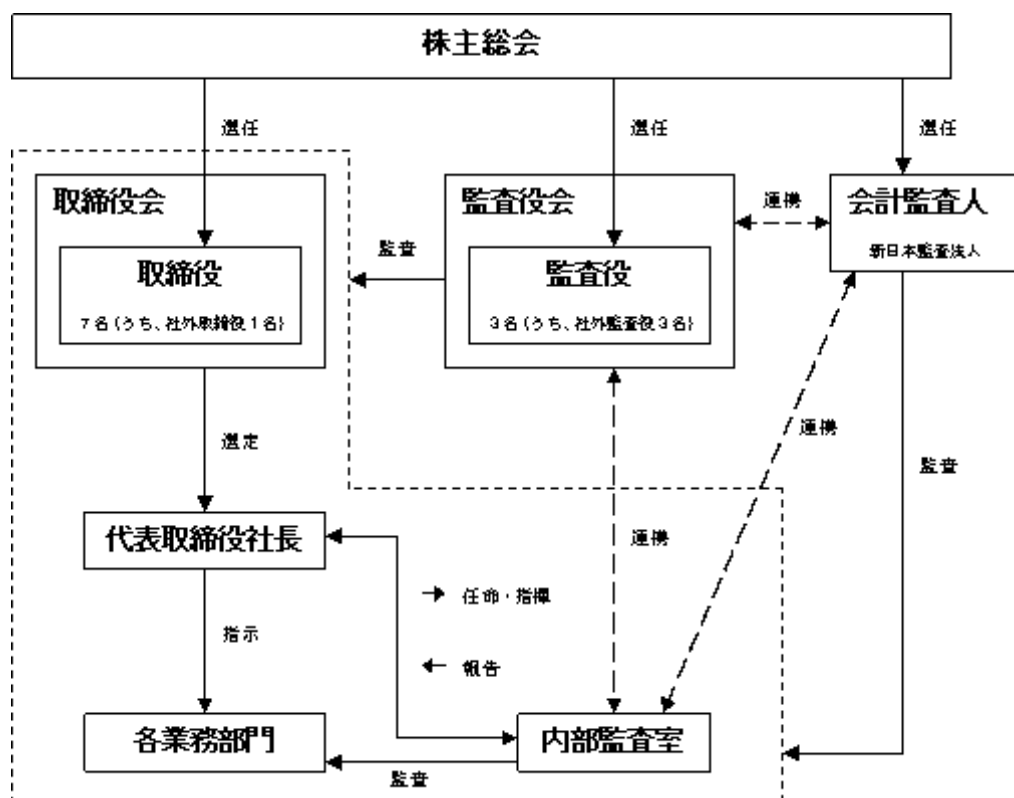 株主総会
選任
選任
選任
取締役会
監査役会
会計監査人
連携
新日本監査法人
監査
取締役
監査役
7名(うち、社外取締役1名)
3名(うち、社外監査役3名)
連携
選定
監査
代表取締役社長
連携
→ 任命・指揮
指示
← 報告
各業務部門
内部監査室
監査